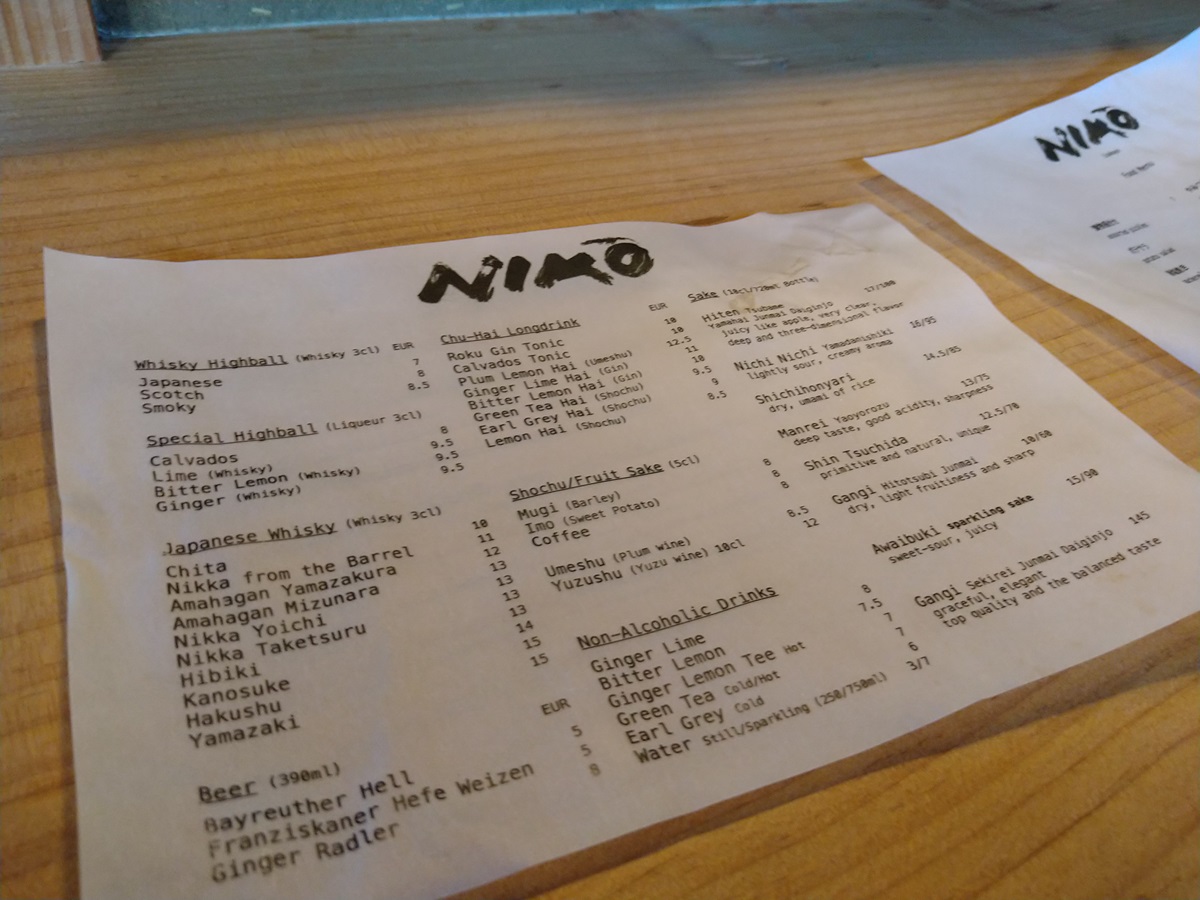 NIMO
Whisky Highball (Whisky 3cl) EUR
Japanese 7
Scotch 8
Smoky 8.5
Special Highball (Liqueur 3cl)
Calvados 8
Lime (Whisky) 9.5
Bitter Lemon (Whisky) 9.5
Ginger (Whisky) 9.5
Japanese Whisky (Whisky 3cl)
Chita 10
Nikka from the Barrel 11
Amahagan Yamazakura 12
Amahagan Mizunara 13
Nikka Yoichi 13
Nikka Taketsuru 13
Hibiki 13
Kanosuke 14
Hakushu 15
Yamazaki 15
Beer (390ml) EUR
Bayreuther Hell 5
Franziskaner Hefe Weizen 5
Ginger Radler 8
Chu-Hai Longdrink EUR
Roku Gin Tonic 10
Calvados Tonic 10
Plum Lemon Hai (Umeshu) 12.5
Ginger Lime Hai (Gin) 11
Bitter Lemon Hai (Gin) 10
Green Tea Hai (Shochu) 9.5
Earl Grey Hai (Shochu) 9
Lemon Hai (Shochu) 8.5
Shochu/Fruit Sake (5cl)
Mugi (Barley) 8
Imo (Sweet Potato) 8
Coffee 8
Umeshu (Plum Wine) 8.5
Yuzushu (Yuzu wine) 10cl 12
Non-Alcoholic Drinks
Ginger Lime 8
Bitter Lemon 7.5
Ginger Lemon Tee Hot 7
Green Tea Cold/Hot 7
Earl Grey Cold 6
Water Still/Sparkling (250/750ml) 3/7
Sake (10cl/720ml Bottle)
Hiten Tsubame 17/100
Yamahai Junmai Daiginjo
juicy like apple, very clear,
deep and three-dimensional flavor
Nichi Nichi Yamadanishiki 16/95
lightly sour, creamy aroma
Shichihonyari 14.5/85
dry, umami of rice
Manrei Yaoyorozu 13/75
deep taste, good acidity, sharpness
Shin Tsuchida 12.5/70
primitive and natural, unique
Gangi Hitotsubi Junmai 10/60
dry, light fruitiness and sharp
Awaibuki sparkling sake 15/90
sweet-sour, juicy
Gangi Sekirei Junmai Daiginjo 145
graceful, elegant
top quality and the balanced taste
NIMO